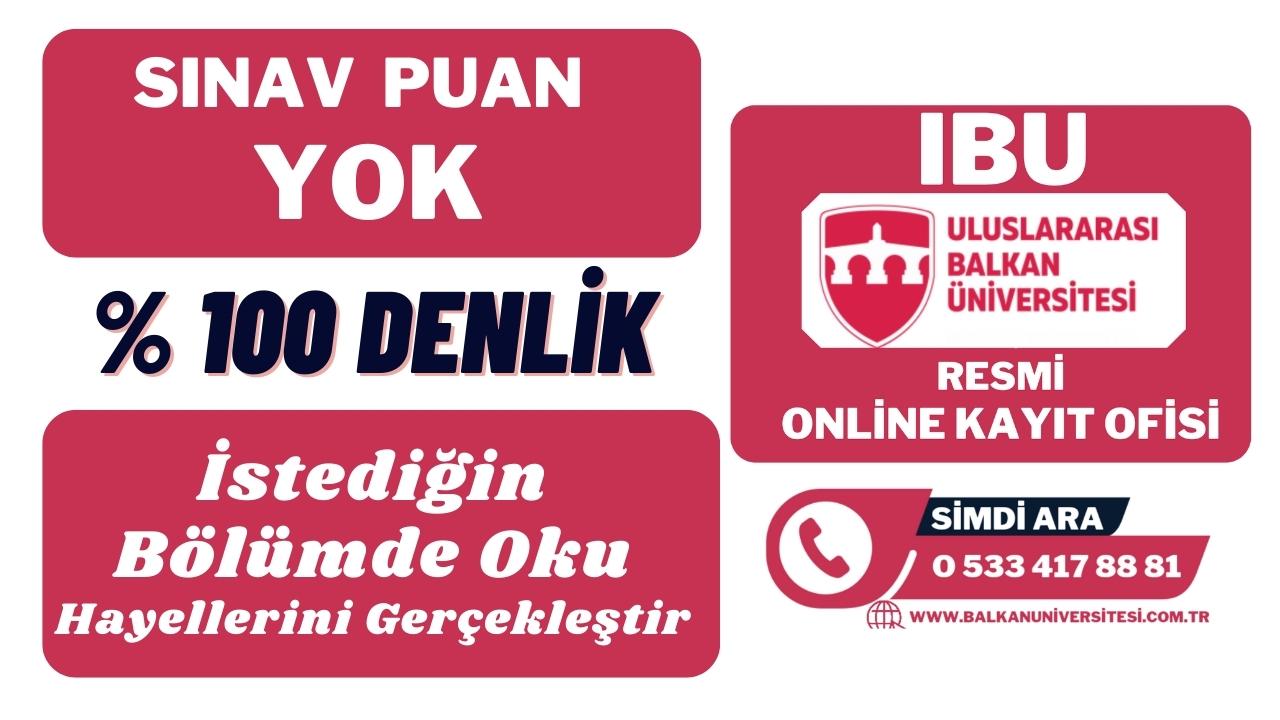 SINAV PUAN
YOK
% 100 DENLİK
İstediğin
Bölümde Oku
Hayellerini Gerçekleştir
IBU
ULUSLARARASI
BALKAN
ÜNİVERSİTESİ
RESMİ
ONLİNE KAYIT OFİSİ
SİMDİ ARA
0 533 417 88 81
WWW.BALKANUNIVERSITESİ.COM.TR